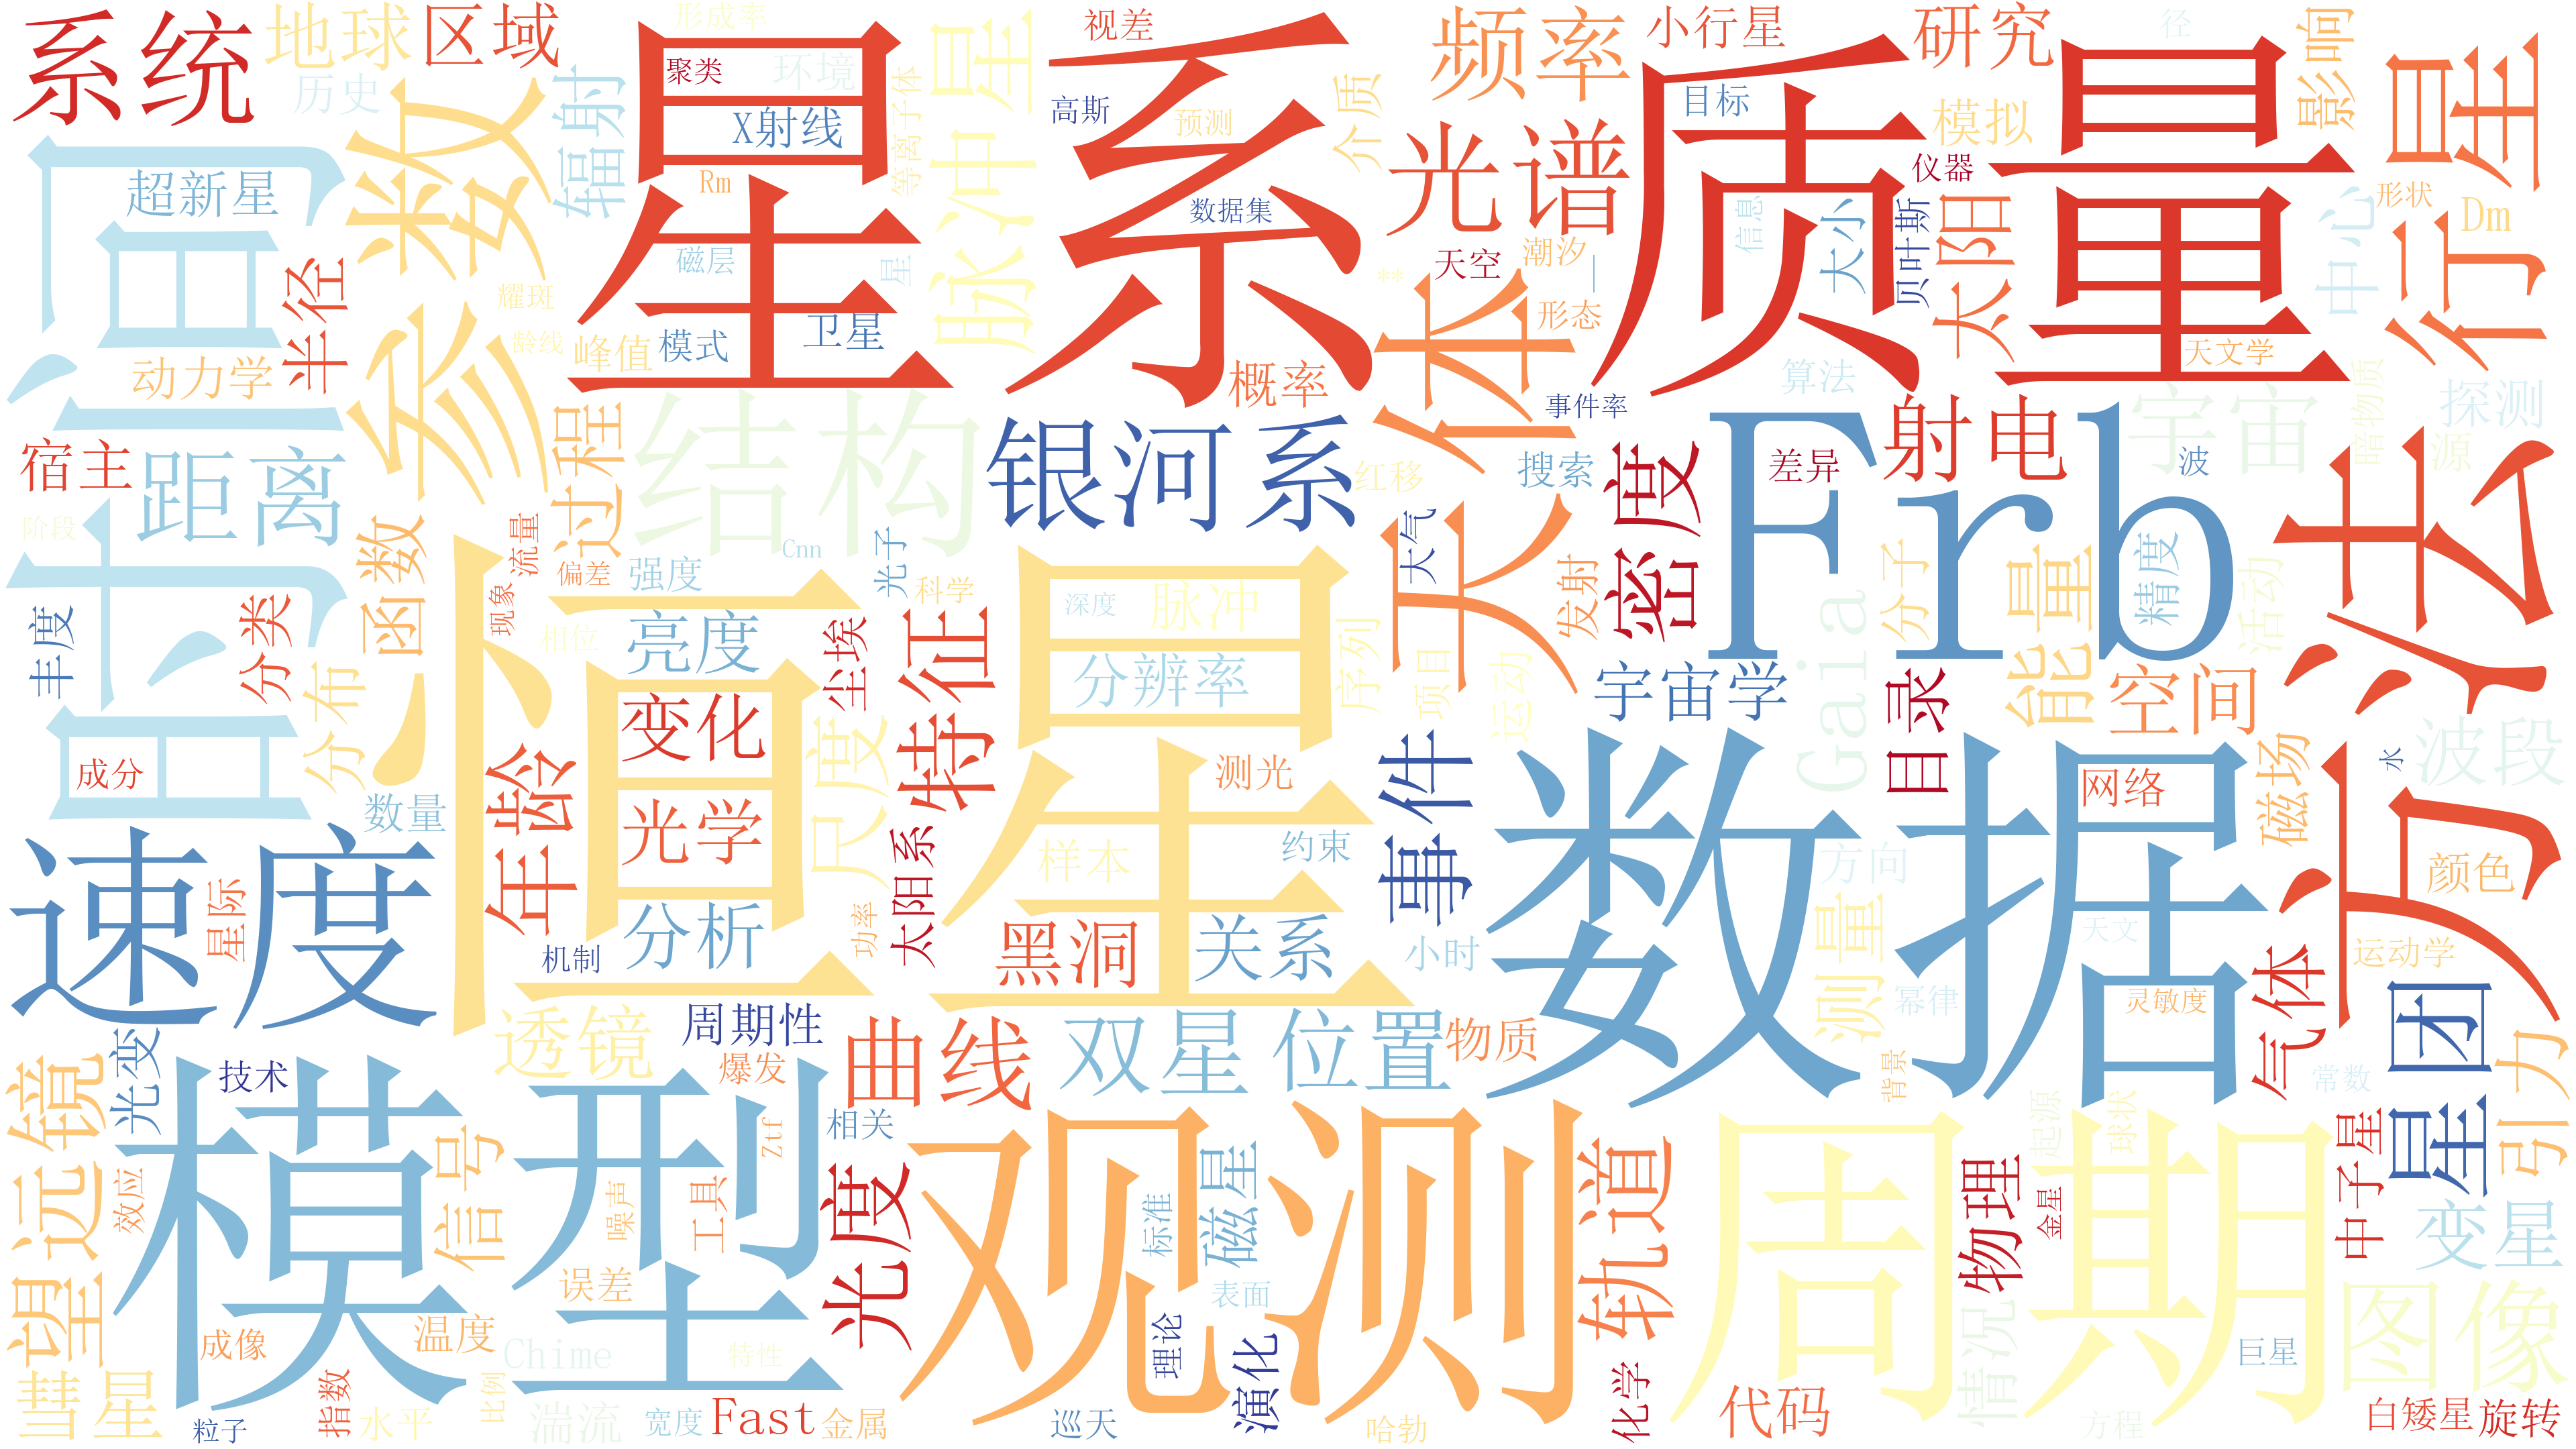 系统
地球
区域
形成率
视差
频率
小行星
研究
径
影响
行星
历史
参数
辐射
星系
聚类
环境
X射线
等离子体
脉冲星
高斯
预测
介质
光谱
质量
目标
模拟
仪器
形状
超新星
Rm
数据集
天空
潮汐
信息
大小
贝叶斯
太阳
中心
Dm
时间
半径
耀斑
磁层
星
**
形态
动力学
龄线
峰值
模式
卫星
概率
天体
算法
天文学
暗物质
事件率
宿主
距离
过程
结构
银河系
红移
搜索
密度
Frb
差异
射电
宇宙
波
探测
源
方法
阶段
函数
现象
流量
偏差
强度
Cnn
光子
科学
深度
脉冲
大气
发射
分子
能量
精度
活动
丰度
分类
分布
恒星
相位
亮度
变化
尘埃
特征
分辨率
序列
项目
运动
宇宙学
Gaia
目录
空间
波段
成分
数量
年龄
光学
尺度
测光
样本
约束
事件
数据
网络
磁场
水
颜色
速度
星际
分析
机制
功率
太阳系
黑洞
关系
小时
方向
测量
天文
运动学
幂律
灵敏度
气体
星团
望远镜
光变
技术
透镜
周期性
爆发
曲线
双星
位置
物质
背景
常数
引力
模型
效应
信号
噪声
工具
Ztf
相关
光度
观测
标准
磁星
轨道
周期
起源
球状
物理
金星
中子星
变星
误差
表面
成像
温度
Chime
特性
理论
演化
情况
巨星
图像
彗星
粒子
指数
水平
比例
湍流
宽度
Fast
金属
巡天
哈勃
化学
代码
方程
白矮星
旋转